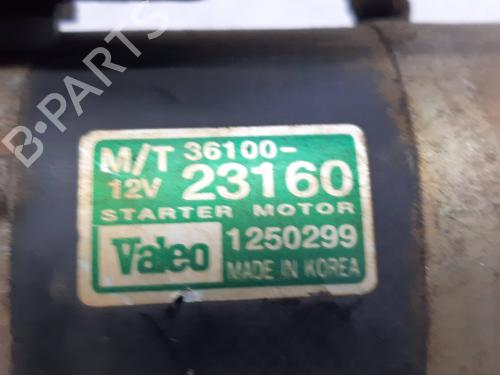 B-PARTS
M/T 36100-
12V 23160
STARTER MOTOR
Valeo 1250299
MADE IN KOREA